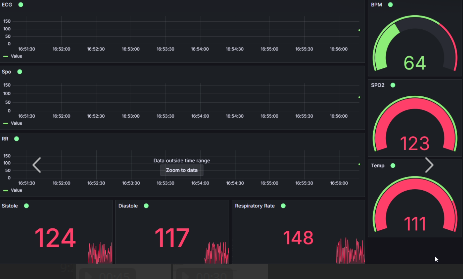 ECG
150
100
50
0
16:51:30 16:52:00 16:52:30 16:53:00 16:53:30 16:54:00 16:54:30 16:55:00 16:55:30 16:56:00
Value
Spo
150
100
50
0
16:51:30 16:52:00 16:52:30 16:53:00 16:53:30 16:54:00 16:54:30 16:55:00 16:55:30 16:56:00
Value
RR
150
100
50
0
Data outside time range
Zoom to data
16:51:30 16:52:00 16:52:30 16:53:00 16:53:30 16:54:00 16:54:30 16:55:00 16:55:30 16:56:00
Value
Sistole
124
Diastole
117
Respiratory Rate
148
BPM
64
SPO2
123
Temp
111